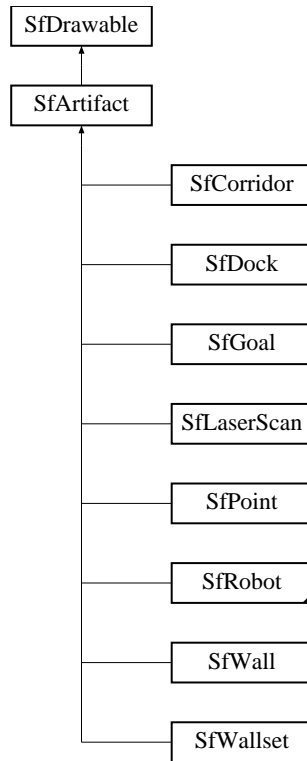 SfDrawable
SfArtifact
SfCorridor
SfDock
SfGoal
SfLaserScan
SfPoint
SfRobot
SfWall
SfWallset